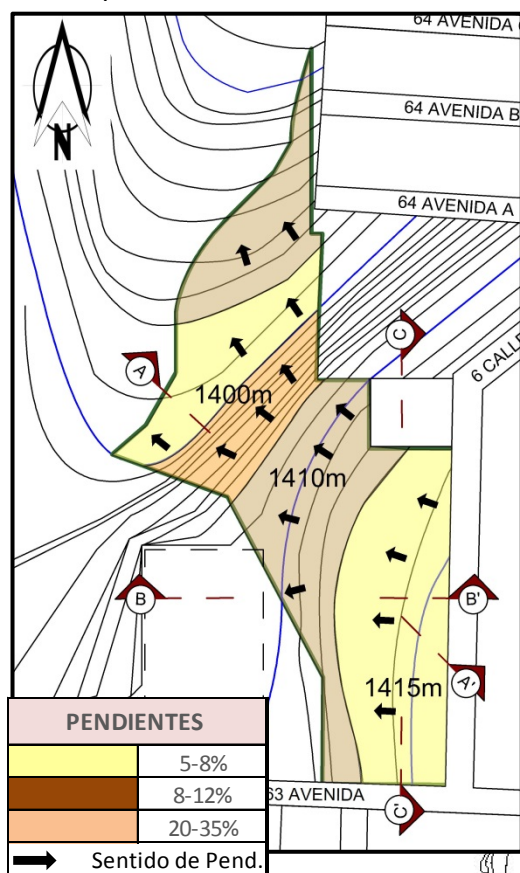 64 AVENIDA
N
64 AVENIDA B
64 AVENIDA A
C
6 CALLE
A
1400m
1410m
B
B'
A'
1415m
PENDIENTES
5-8%
8-12%
20-35%
Sentido de Pend.
63 AVENIDA
C'